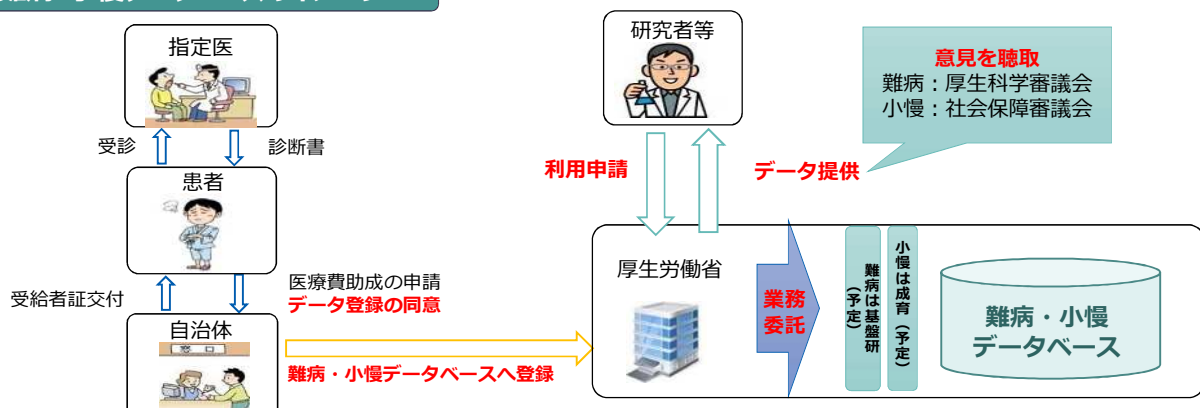 指定医
受診
診断書
患者
受給者証交付
医療費助成の申請
データ登録の同意
自治体
窓口
難病・小慢データベースへ登録
研究者等
利用申請
データ提供
意見を聴取
難病：厚生科学審議会
小慢：社会保障審議会
厚生労働省
業務
委託
難病は基盤研
（予定）
小慢は成育（予定）
難病・小慢
データベース